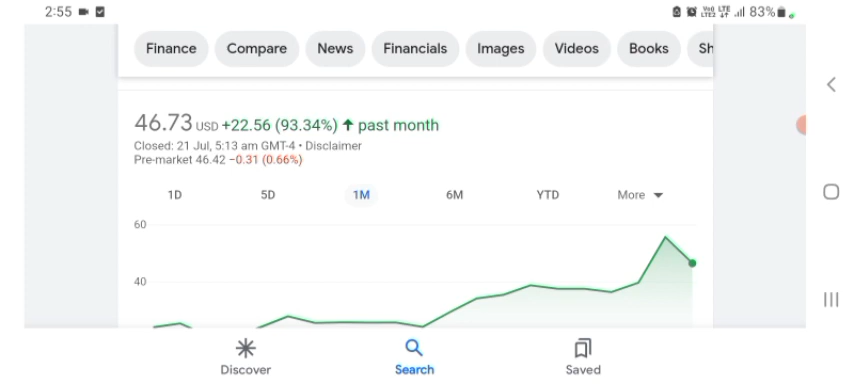 2:55 83%
Finance Compare News Financials Images Videos Books Sh
46.73 USD +22.56 (93.34%) ↑ past month
Closed: 21 Jul, 5:13 am GMT-4 • Disclaimer
Pre-market 46.42 −0.31 (0.66%)
1D 5D 1M 6M YTD More
60
40
Discover Search Saved